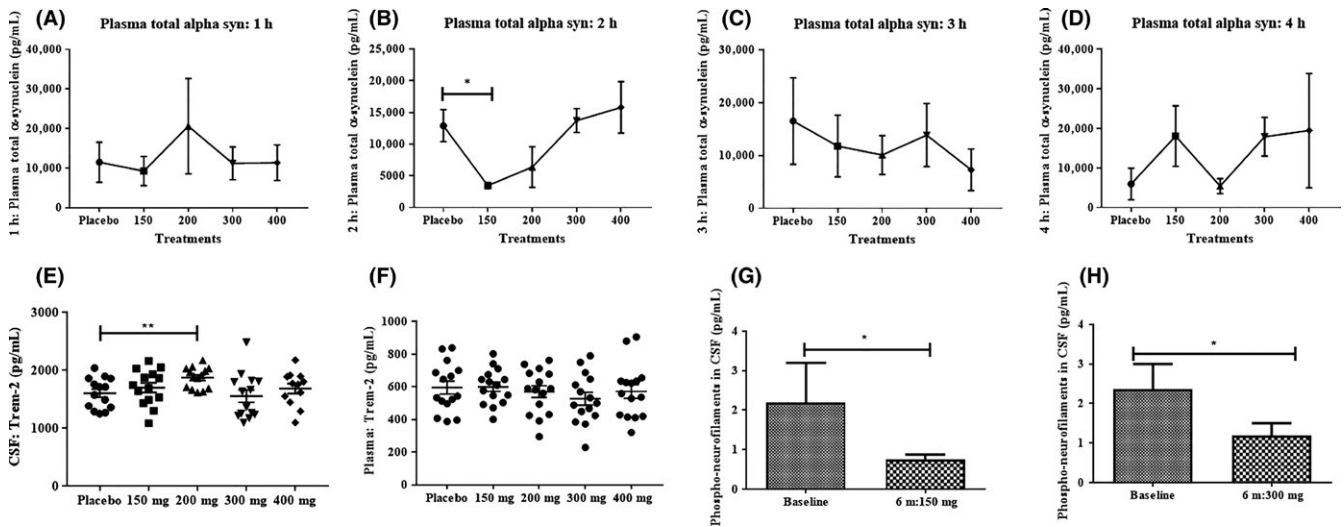 (A)
Plasma total alpha syn: 1 h
1 h: Plasma total α-synuclein (pg/mL)
40,000
30,000
20,000
10,000
0
Placebo 150 200 300 400
Treatments
(B)
Plasma total alpha syn: 2 h
2 h: Plasma total α-synuclein (pg/mL)
25,000
20,000
15,000
10,000
5000
0
*
Placebo 150 200 300 400
Treatments
(C)
Plasma total alpha syn: 3 h
3 h: Plasma total α-synuclein (pg/mL)
30,000
20,000
10,000
0
Placebo 150 200 300 400
Treatments
(D)
Plasma total alpha syn: 4 h
4 h: Plasma total α-synuclein (pg/mL)
40,000
30,000
20,000
10,000
0
Placebo 150 200 300 400
Treatments
(E)
CSF: Trem-2 (pg/mL)
3000
2000
1000
0
**
Placebo 150 mg 200 mg 300 mg 400 mg
(F)
Plasma: Trem-2 (pg/mL)
1000
800
600
400
200
0
Placebo 150 mg 200 mg 300 mg 400 mg
(G)
Phospho-neurofilaments in CSF (pg/mL)
4
3
2
1
0
*
Baseline 6 m:150 mg
(H)
Phospho-neurofilaments in CSF (pg/mL)
4
3
2
1
0
*
Baseline 6 m:300 mg